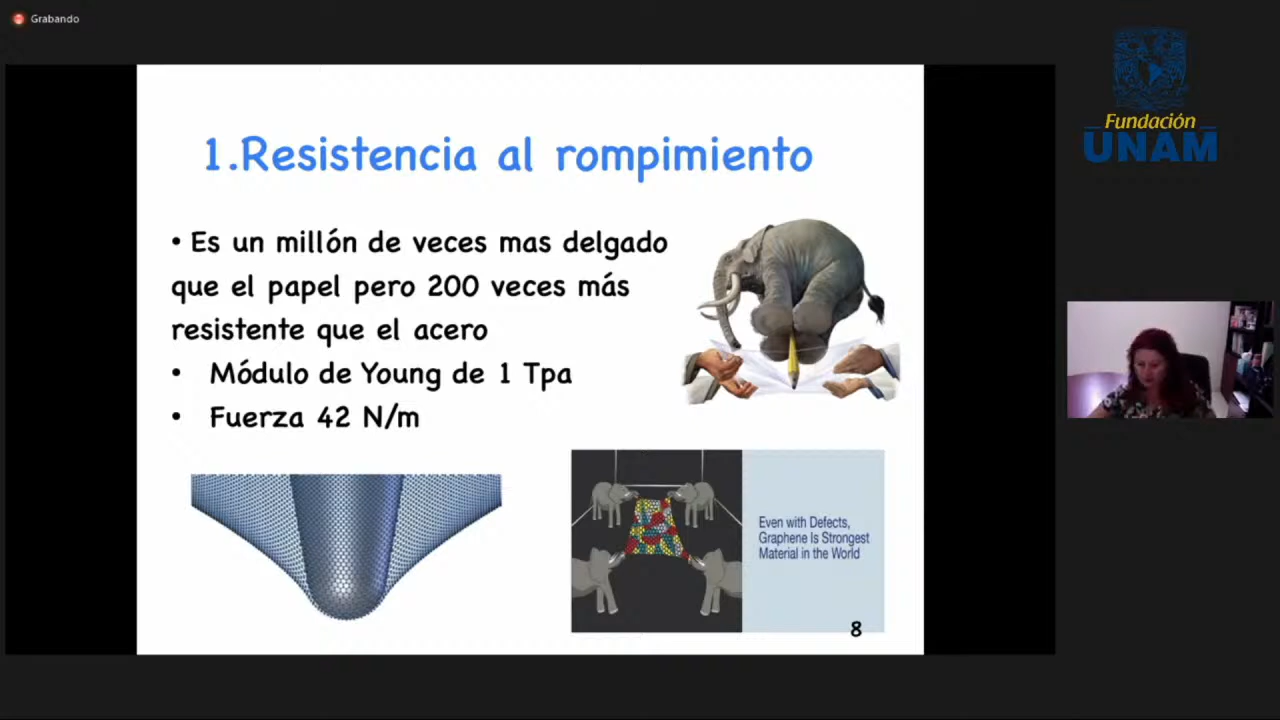 Grabando
Fundación
UNAM
1.Resistencia al rompimiento
• Es un millón de veces mas delgado
que el papel pero 200 veces más
resistente que el acero
• Módulo de Young de 1 Tpa
• Fuerza 42 N/m
Even with Defects,
Graphene Is Strongest
Material in the World
8